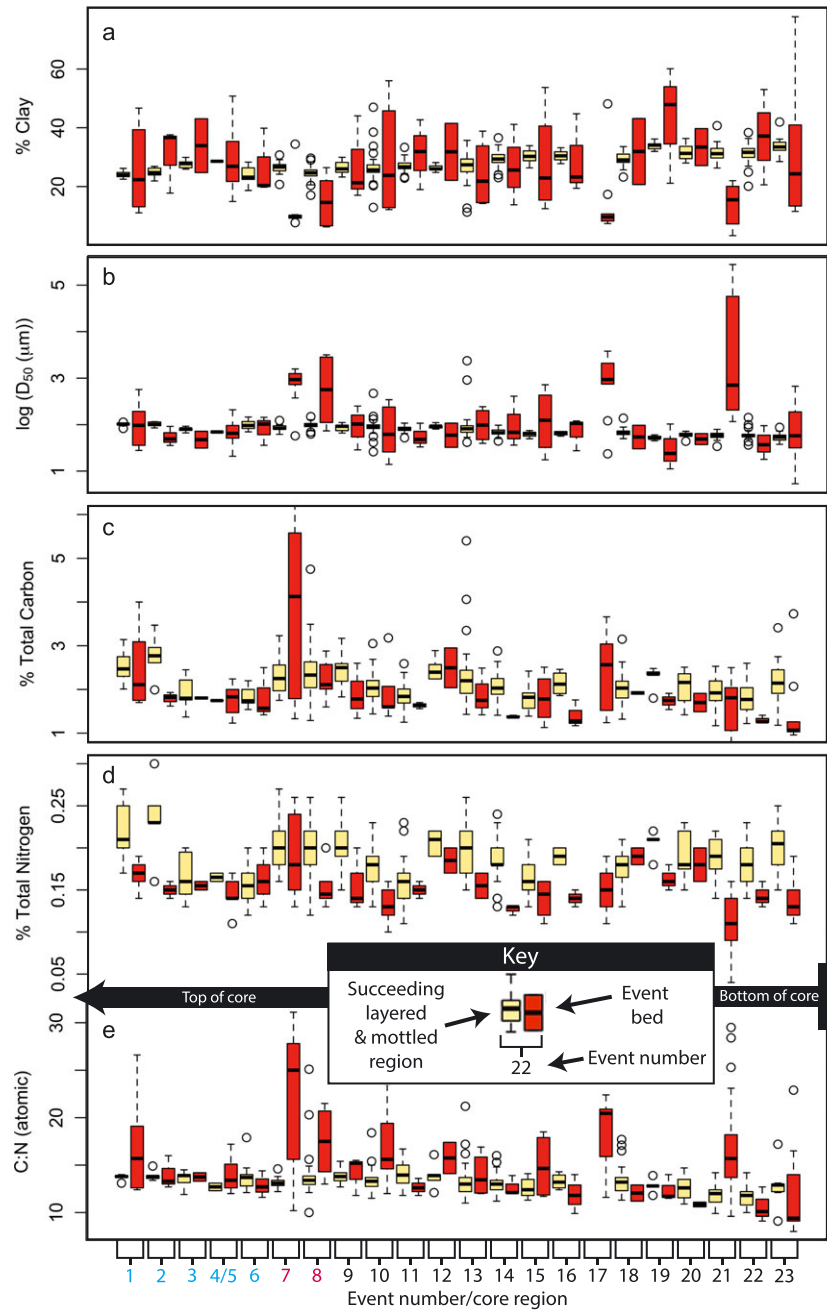 a
% Clay
60
40
20
b
log (D50 (µm))
5
3
1
c
% Total Carbon
5
3
1
d
% Total Nitrogen
0.25
0.15
0.05
Top of core
Bottom of core
Key
Succeeding
layered
& mottled
region
Event
bed
22
Event number
e
C:N (atomic)
30
20
10
1 2 3 4/5 6 7 8 9 10 11 12 13 14 15 16 17 18 19 20 21 22 23
Event number/core region